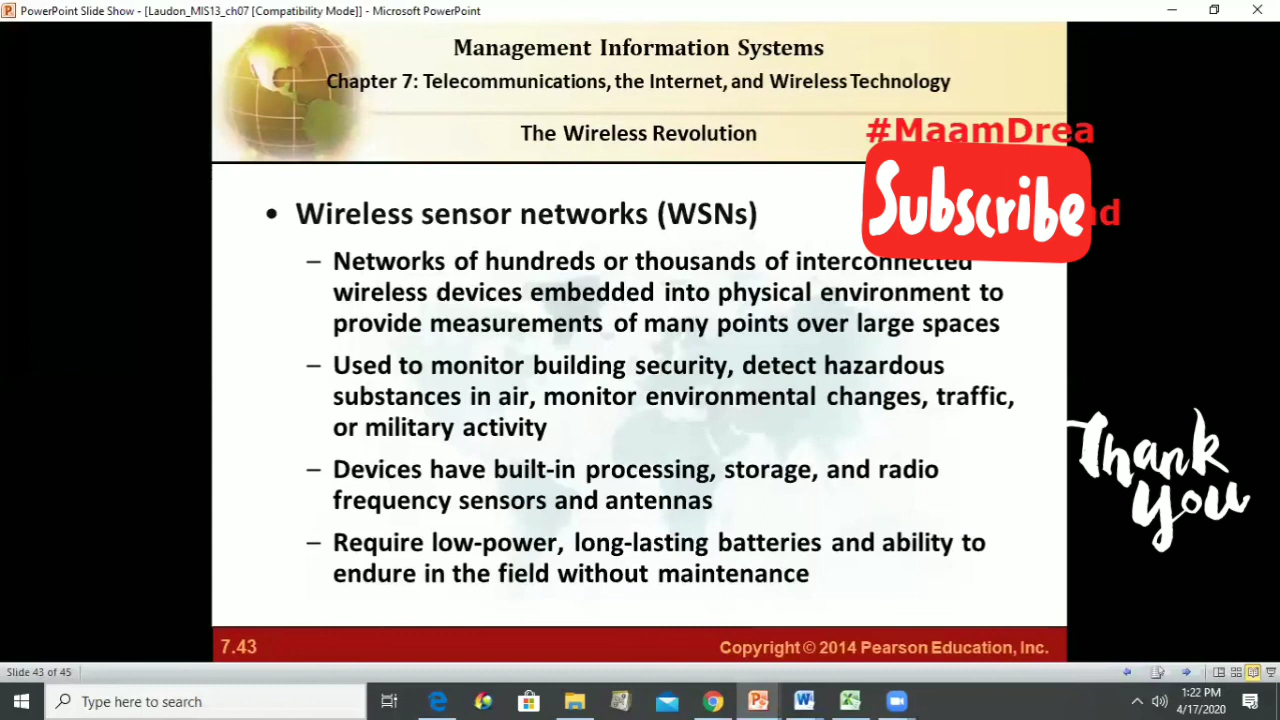 PowerPoint Slide Show - [Laudon_MIS13_ch07 [Compatibility Mode]] - Microsoft PowerPoint
Management Information Systems
Chapter 7: Telecommunications, the Internet, and Wireless Technology
The Wireless Revolution
#MaamDrea
Subscribe
• Wireless sensor networks (WSNs)
– Networks of hundreds or thousands of interconnected
wireless devices embedded into physical environment to
provide measurements of many points over large spaces
– Used to monitor building security, detect hazardous
substances in air, monitor environmental changes, traffic,
or military activity
– Devices have built-in processing, storage, and radio
frequency sensors and antennas
– Require low-power, long-lasting batteries and ability to
endure in the field without maintenance
Thank
you
7.43
Copyright © 2014 Pearson Education, Inc.
Slide 43 of 45
Type here to search
1:22 PM
4/17/2020